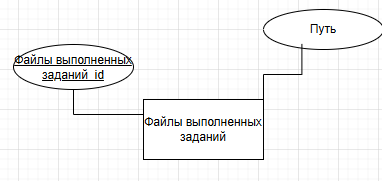 Путь
Файлы выполненных
заданий_id
Файлы выполненных
заданий